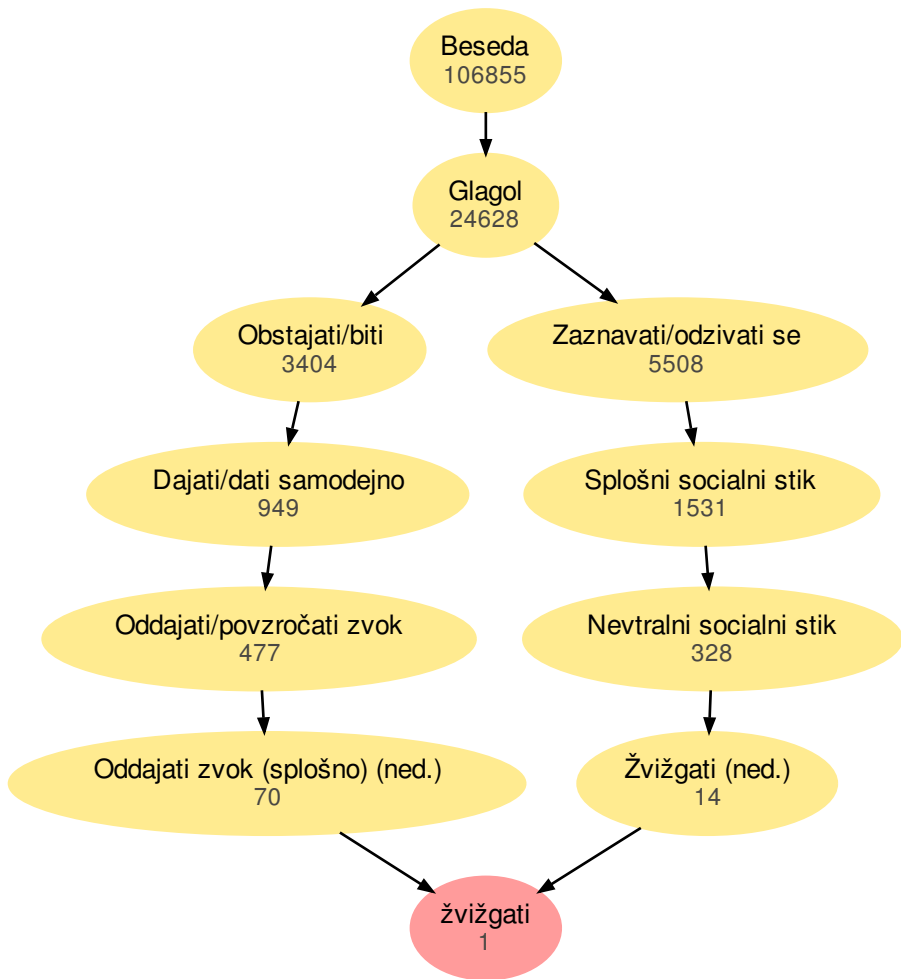 Beseda
106855
Glagol
24628
Obstajati/biti
3404
Zaznavati/odzivati se
5508
Dajati/dati samodejno
949
Splošni socialni stik
1531
Oddajati/povzročati zvok
477
Nevtralni socialni stik
328
Oddajati zvok (splošno) (ned.)
70
Žvižgati (ned.)
14
žvižgati
1